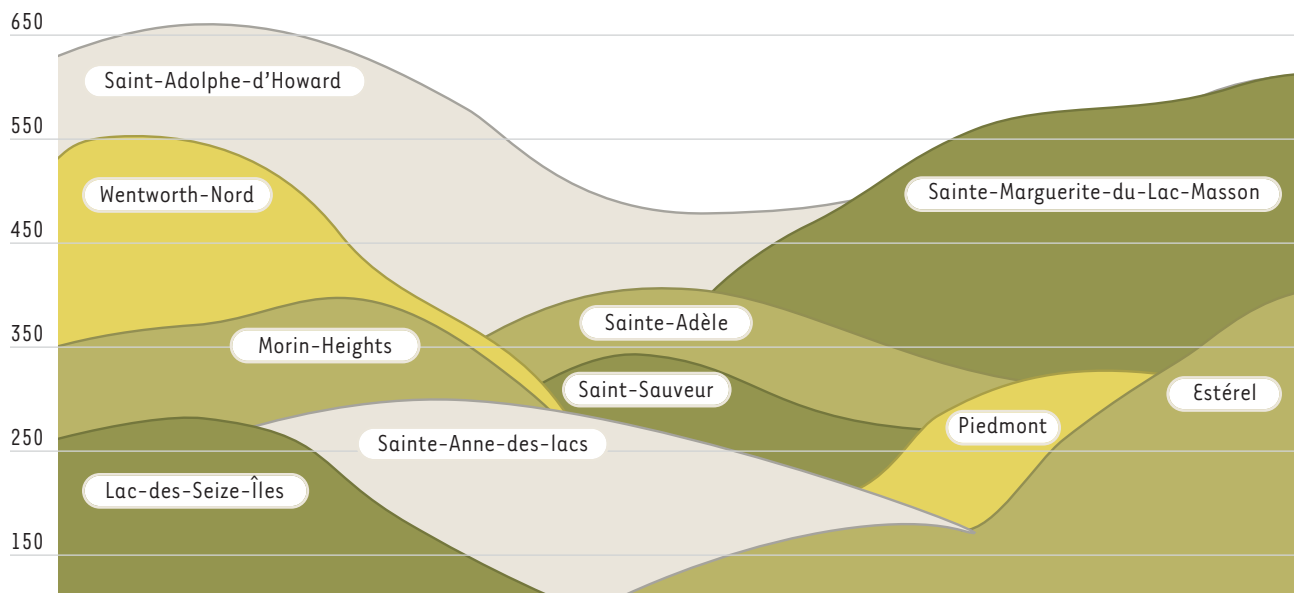 650
Saint-Adolphe-d'Howard
550
Wentworth-Nord
Sainte-Marguerite-du-Lac-Masson
450
Sainte-Adèle
350
Morin-Heights
Saint-Sauveur
Estérel
Piedmont
250
Sainte-Anne-des-lacs
Lac-des-Seize-Îles
150